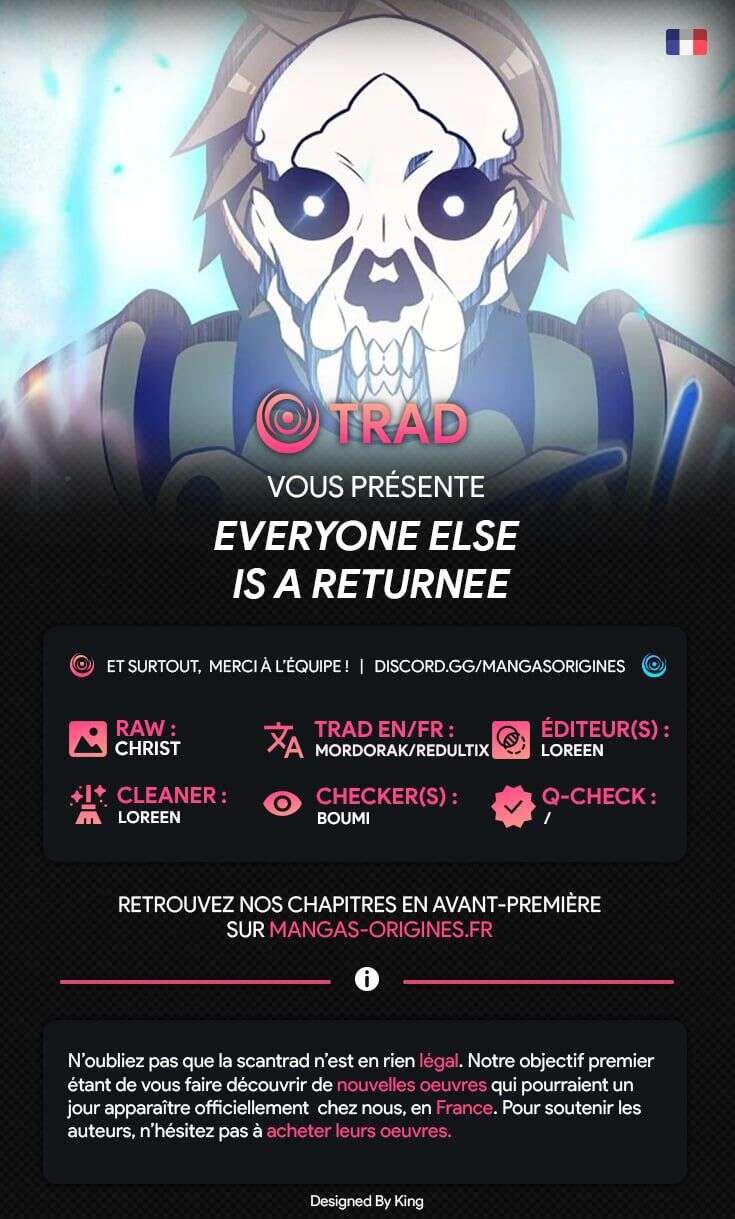 TRAD
VOUS PRÉSENTE
EVERYONE ELSE
IS A RETURNEE
ET SURTOUT, MERCI À L'ÉQUIPE ! | DISCORD.GG/MANGASORIGINES
RAW :
CHRIST
TRAD EN/FR :
MORDORAK/REDULTIX
ÉDITEUR(S) :
LOREEN
CLEANER :
LOREEN
CHECKER(S) :
BOUMI
Q-CHECK :
/
RETROUVEZ NOS CHAPITRES EN AVANT-PREMIÈRE
SUR MANGAS-ORIGINES.FR
N'oubliez pas que la scantrad n'est en rien légal. Notre objectif premier
étant de vous faire découvrir de nouvelles oeuvres qui pourraient un
jour apparaître officiellement chez nous, en France. Pour soutenir les
auteurs, n'hésitez pas à acheter leurs oeuvres.
Designed By King